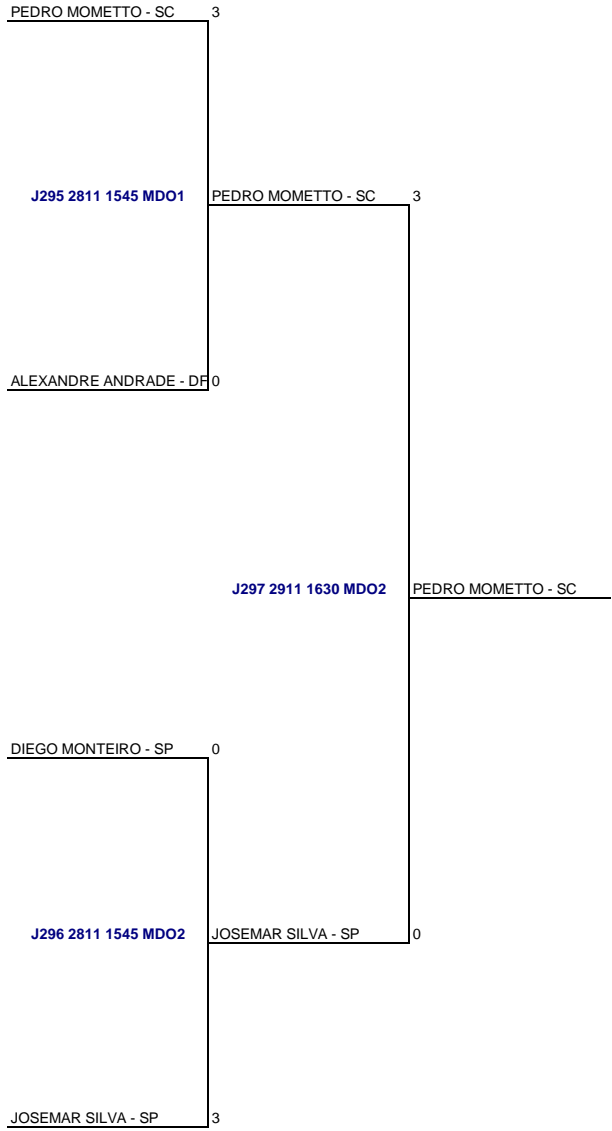 PEDRO MOMETTO - SC 3
J295 2811 1545 MDO1 PEDRO MOMETTO - SC 3
ALEXANDRE ANDRADE - DF 0
J297 2911 1630 MDO2 PEDRO MOMETTO - SC
DIEGO MONTEIRO - SP 0
J296 2811 1545 MDO2 JOSEMAR SILVA - SP 0
JOSEMAR SILVA - SP 3